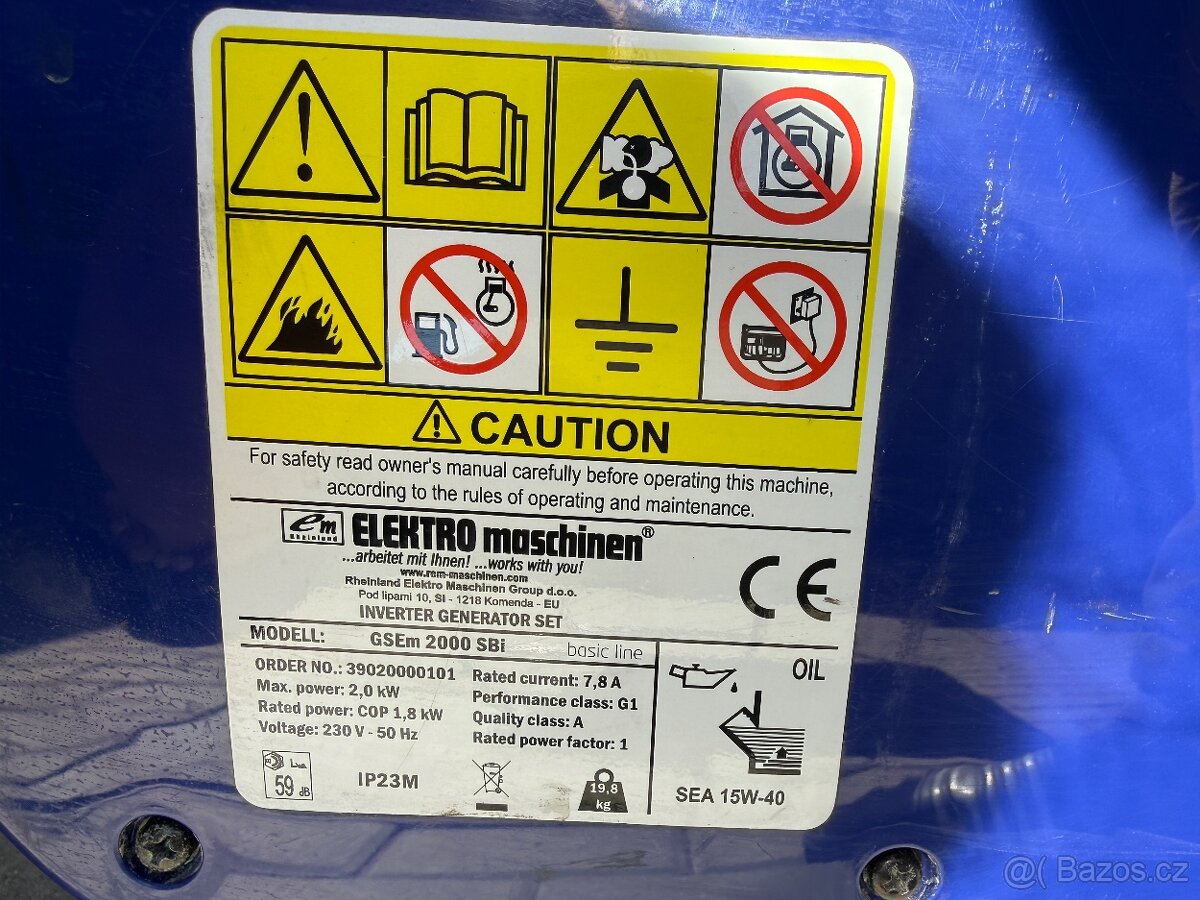 CAUTION
For safety read owner's manual carefully before operating this machine,
according to the rules of operating and maintenance.
em Rheinland ELEKTRO maschinen®
...arbeitet mit Ihnen! ...works with you!
www.rem-maschinen.com
Rheinland Elektro Maschinen Group d.o.o.
Pod lipami 10, SI - 1218 Komenda - EU
INVERTER GENERATOR SET
CE
MODELL: GSEm 2000 SBi basic line
ORDER NO.: 39020000101
Max. power: 2,0 kW
Rated power: COP 1,8 kW
Voltage: 230 V - 50 Hz
Rated current: 7,8 A
Performance class: G1
Quality class: A
Rated power factor: 1
OIL
SEA 15W-40
LWA
59 dB
IP23M
19,8
kg
@( Bazos.cz